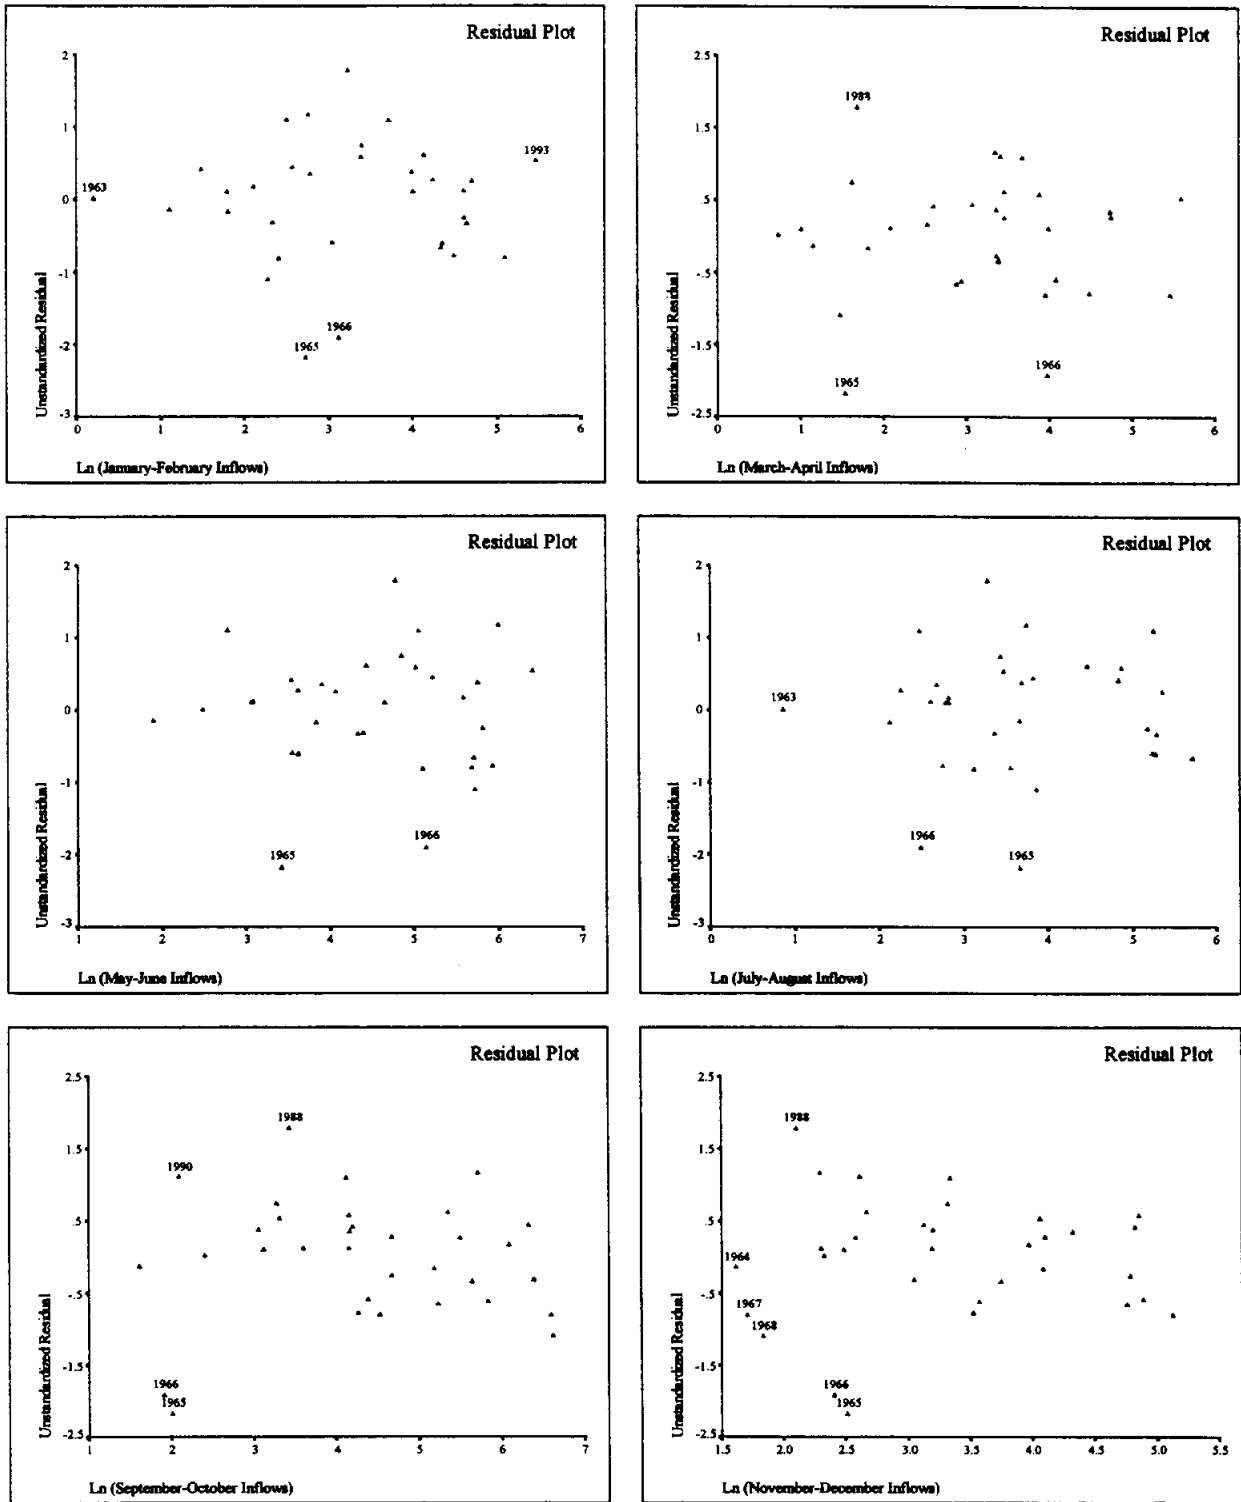 Residual Plot
2
1
0
-1
-2
-3
1963
1993
1966
1965
0 1 2 3 4 5 6
Unstandardized Residual
Ln (January-February Inflows)
Residual Plot
2.5
1.5
.5
-.5
-1.5
-2.5
1988
1966
1965
0 1 2 3 4 5 6
Unstandardized Residual
Ln (March-April Inflows)
Residual Plot
2
1
0
-1
-2
-3
1966
1965
1 2 3 4 5 6 7
Unstandardized Residual
Ln (May-June Inflows)
Residual Plot
2
1
0
-1
-2
-3
1963
1966
1965
0 1 2 3 4 5 6
Unstandardized Residual
Ln (July-August Inflows)
Residual Plot
2.5
1.5
.5
-.5
-1.5
-2.5
1988
1990
1966
1965
1 2 3 4 5 6 7
Unstandardized Residual
Ln (September-October Inflows)
Residual Plot
2.5
1.5
.5
-.5
-1.5
-2.5
1988
1964
1967
1968
1966
1965
1.5 2.0 2.5 3.0 3.5 4.0 4.5 5.0 5.5
Unstandardized Residual
Ln (November-December Inflows)